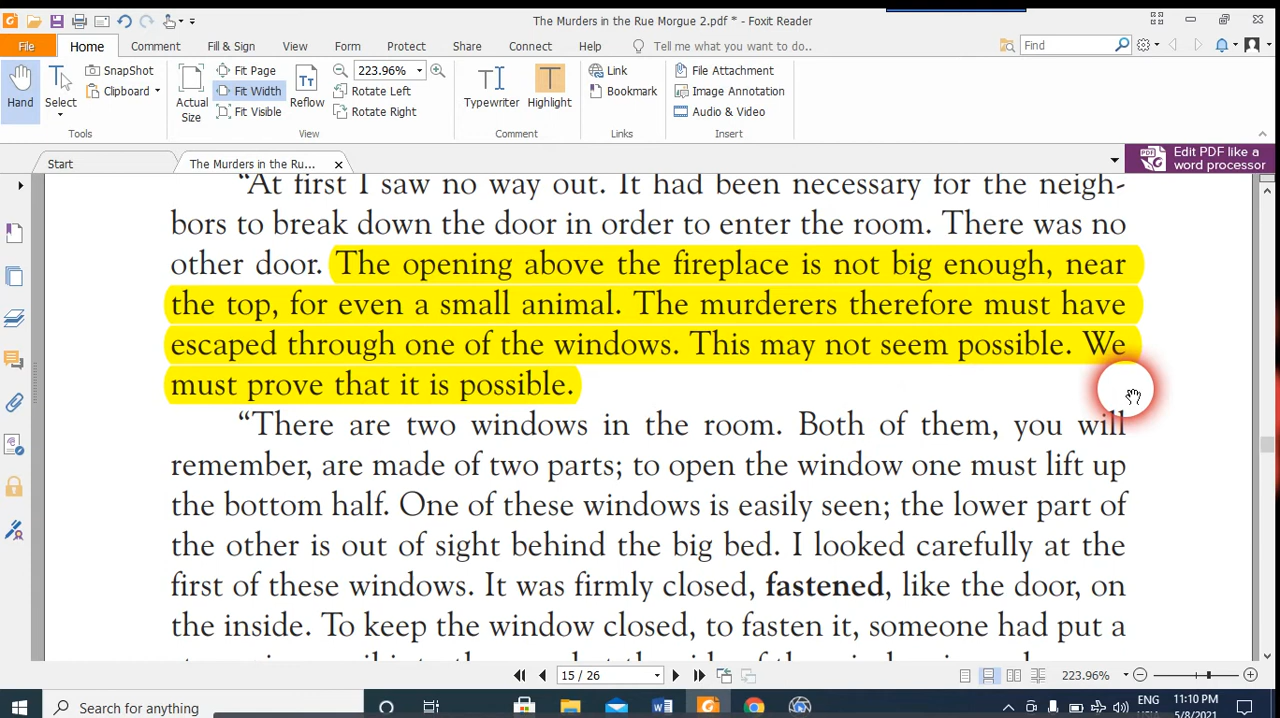 The Murders in the Rue Morgue 2.pdf * - Foxit Reader
File Home Comment Fill & Sign View Form Protect Share Connect Help Tell me what you want to do.. Find
Hand
Select
SnapShot
Clipboard
Tools
Actual Size
Fit Page
Fit Width
Fit Visible
Reflow
223.96%
Rotate Left
Rotate Right
View
Typewriter
Highlight
Comment
Link
Bookmark
Links
File Attachment
Image Annotation
Audio & Video
Insert
Start
The Murders in the Ru...
Edit PDF like a
word processor
“At first I saw no way out. It had been necessary for the neigh-
bors to break down the door in order to enter the room. There was no
other door. The opening above the fireplace is not big enough, near
the top, for even a small animal. The murderers therefore must have
escaped through one of the windows. This may not seem possible. We
must prove that it is possible.
“There are two windows in the room. Both of them, you will
remember, are made of two parts; to open the window one must lift up
the bottom half. One of these windows is easily seen; the lower part of
the other is out of sight behind the big bed. I looked carefully at the
first of these windows. It was firmly closed, fastened, like the door, on
the inside. To keep the window closed, to fasten it, someone had put a
15 / 26
223.96%
Search for anything
ENG
11:10 PM
5/8/2021